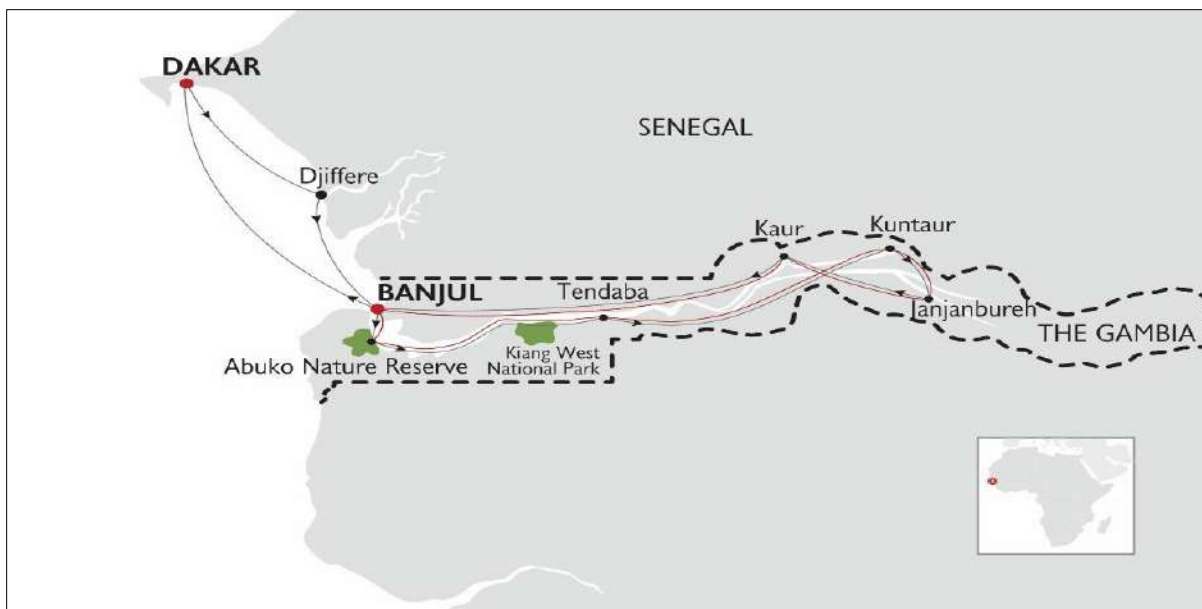 DAKAR
SENEGAL
Djiffere
Kaur
Kuntaur
BANJUL
Tendaba
Janjanbureh
THE GAMBIA
Abuko Nature Reserve
Kiang West
National Park